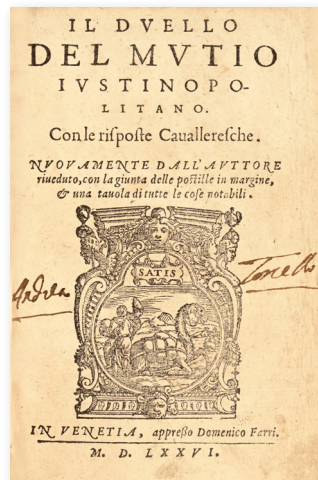 IL DVELLO
DEL MVTIO
IVSTINOPO-
LITANO.
Con le risposte Caualleresche.
NVOVAMENTE DALL'AVTTORE
riueduto, con la giunta delle postille in margine,
& una tauola di tutte le cose notabili.
SATIS
Andrea Torello
IN VENETIA, appresso Domenico Farri.
M. D. LXXVI.